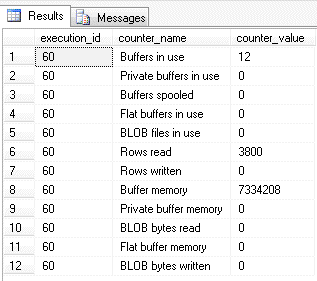 Results Messages
execution_id counter_name counter_value
1 60 Buffers in use 12
2 60 Private buffers in use 0
3 60 Buffers spooled 0
4 60 Flat buffers in use 0
5 60 BLOB files in use 0
6 60 Rows read 3800
7 60 Rows written 0
8 60 Buffer memory 7334208
9 60 Private buffer memory 0
10 60 BLOB bytes read 0
11 60 Flat buffer memory 0
12 60 BLOB bytes written 0